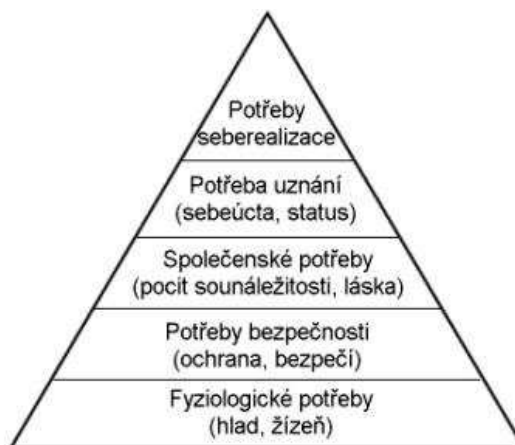 Potřeby
seberealizace
Potřeba uznání
(sebeúcta, status)
Společenské potřeby
(pocit sounáležitosti, láska)
Potřeby bezpečnosti
(ochrana, bezpečí)
Fyziologické potřeby
(hlad, žízeň)